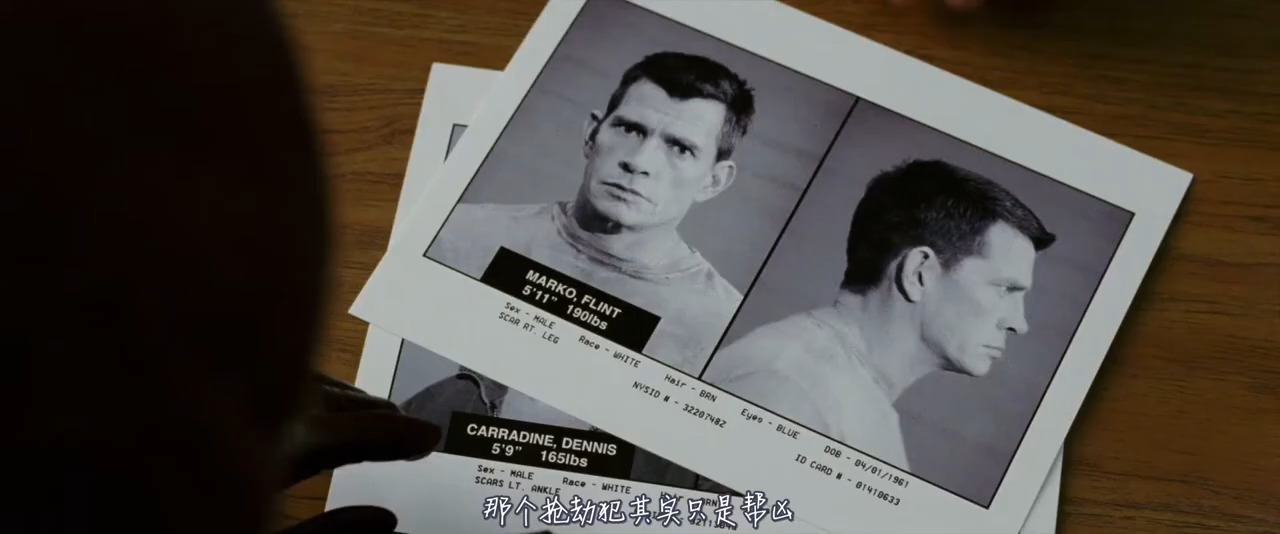 MARKO, FLINT
5'11" 190lbs
Sex - MALE Race - WHITE Hair - BRN Eyes - BLUE DOB - 04/01/1961
SCAR RT. LEG NYSID # - 3220748Z ID CARD # - 01410633
CARRADINE, DENNIS
5'9" 165lbs
Sex - MALE Race - WHITE
SCARS LT. ANKLE
那个抢劫犯其实只是帮凶